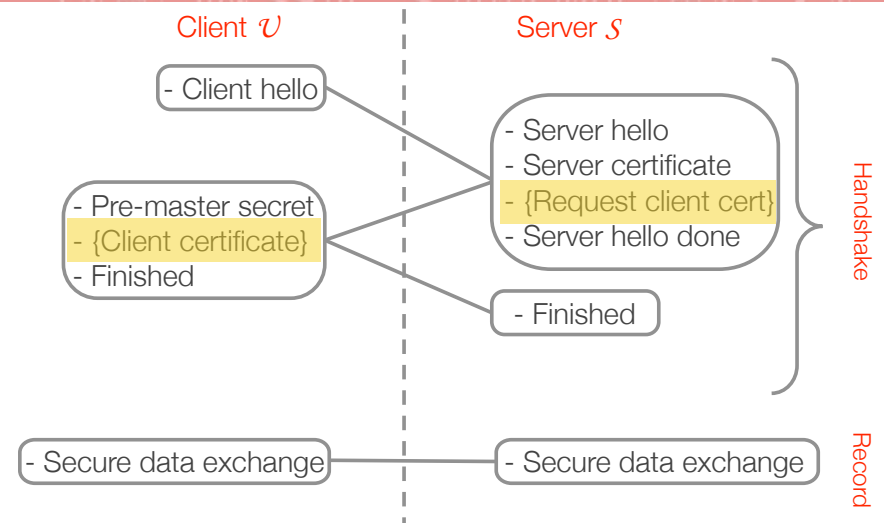 Client 𝒰
Server 𝒮
- Client hello
- Server hello
- Server certificate
- {Request client cert}
- Server hello done
- Pre-master secret
- {Client certificate}
- Finished
- Finished
Handshake
- Secure data exchange
- Secure data exchange
Record